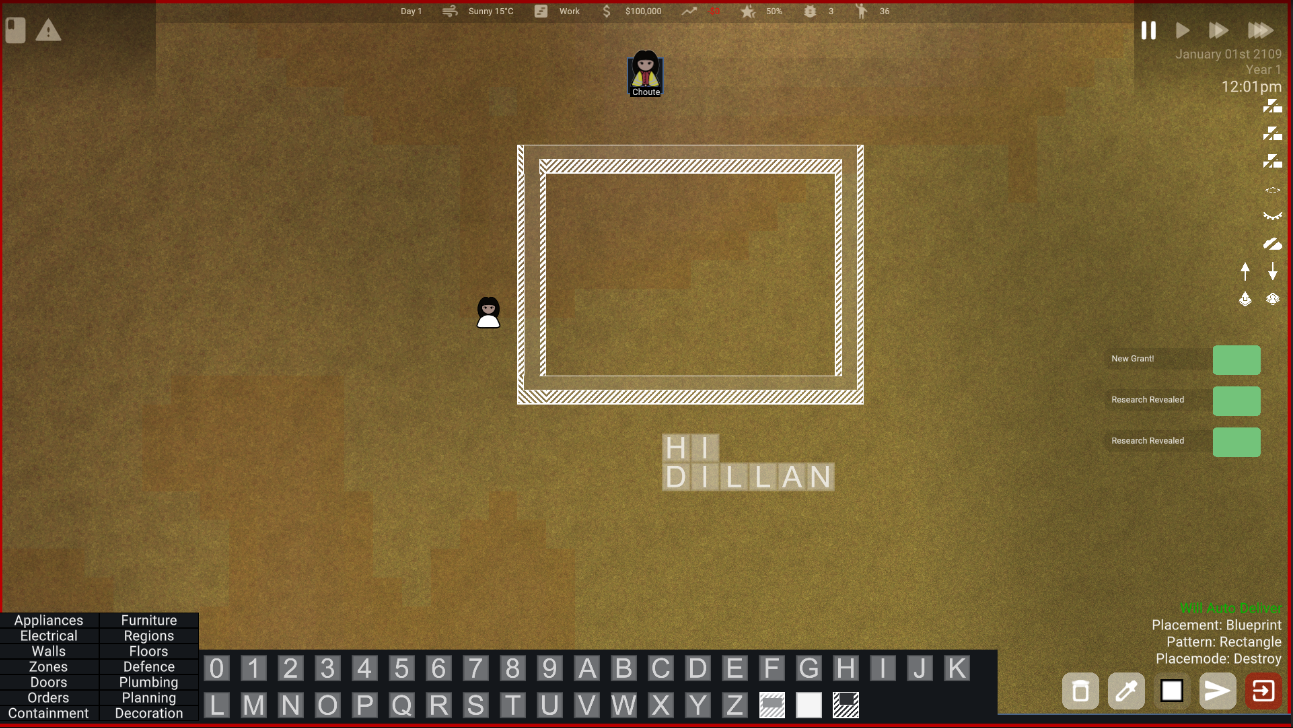 Day 1 Sunny 15°C Work $100,000 50% 3 36
January 01st 2109
Year 1
12:01pm
Choute
New Grant!
Research Revealed
Research Revealed
HI
DILLAN
Will Auto Deliver
Placement: Blueprint
Pattern: Rectangle
Placemode: Destroy
Appliances Furniture
Electrical Regions
Walls Floors
Zones Defence
Doors Plumbing
Orders Planning
Containment Decoration
0 1 2 3 4 5 6 7 8 9 A B C D E F G H I J K
L M N O P Q R S T U V W X Y Z